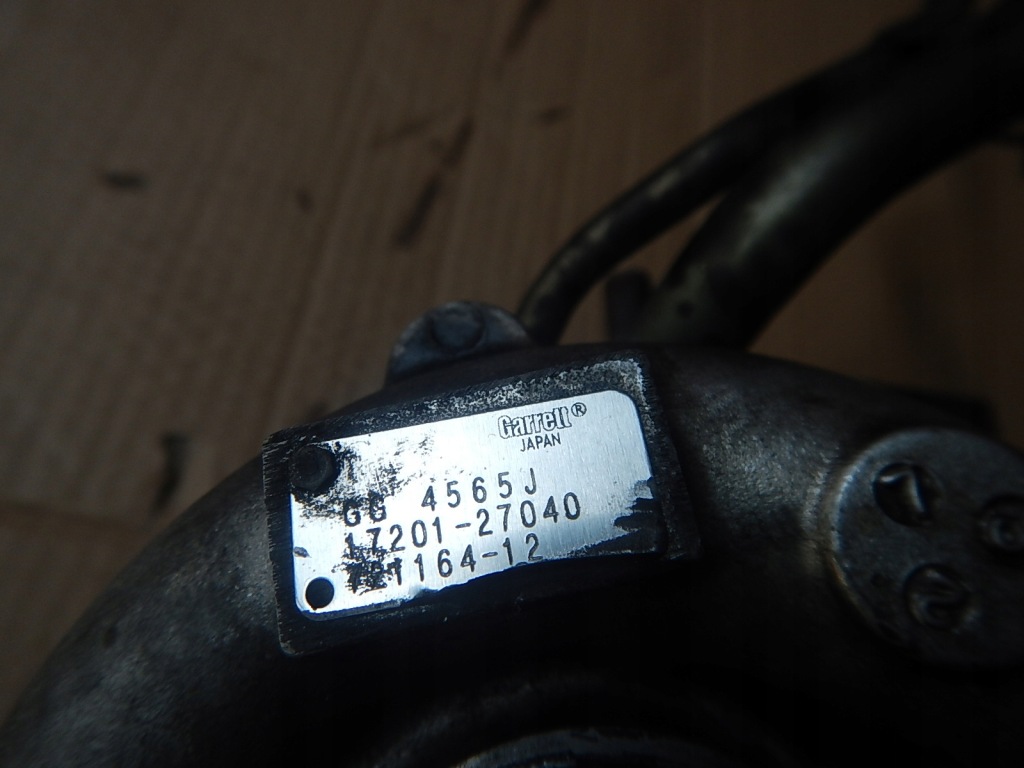 Garrett®
JAPAN
GG 4565J
17201-27040
721164-12